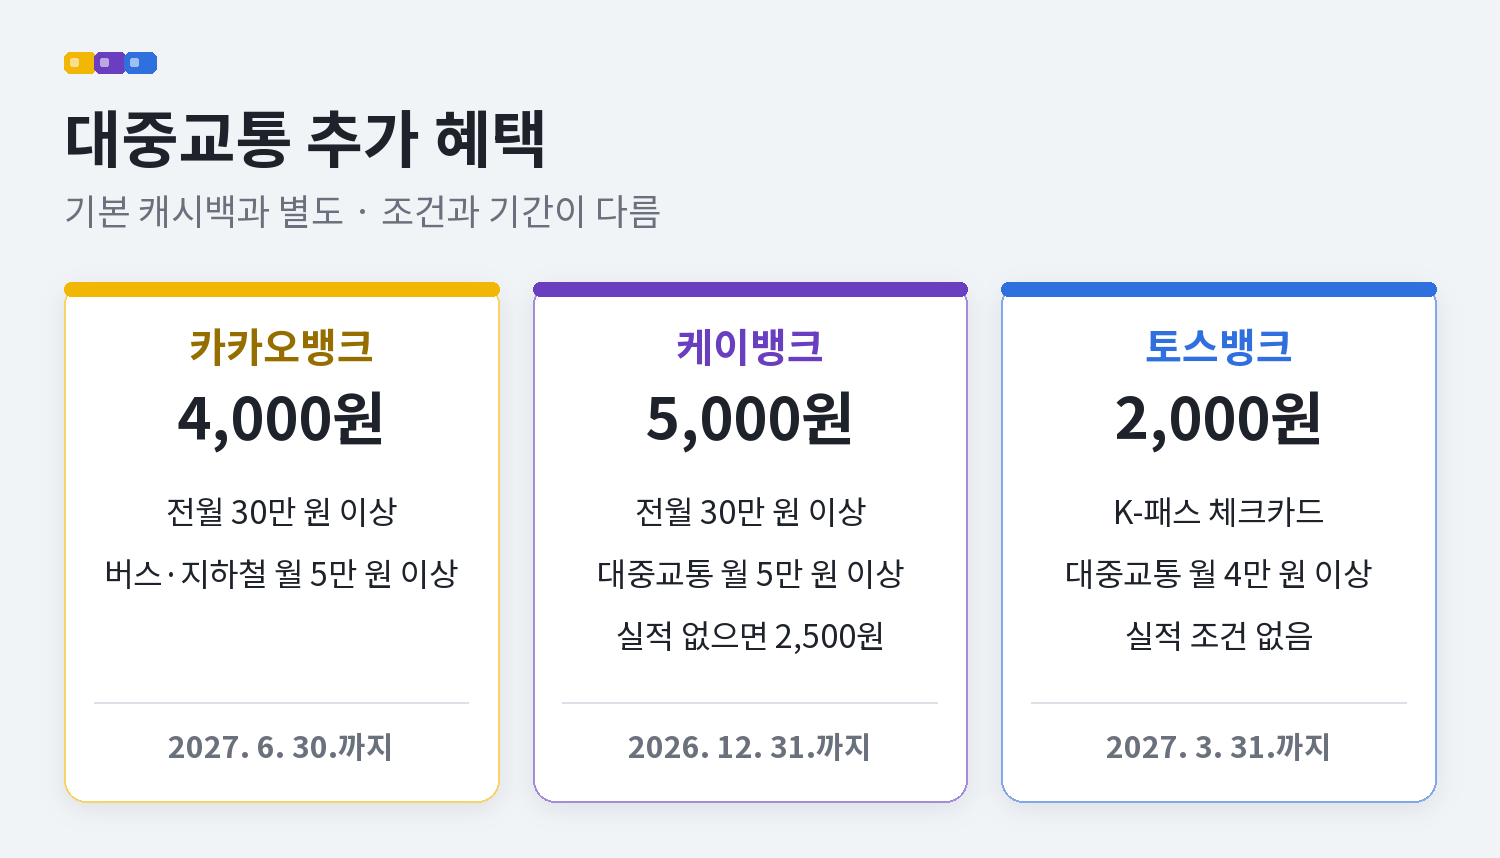 대중교통 추가 혜택
기본 캐시백과 별도 · 조건과 기간이 다름
카카오뱅크
4,000원
전월 30만 원 이상
버스·지하철 월 5만 원 이상
2027. 6. 30.까지
케이뱅크
5,000원
전월 30만 원 이상
대중교통 월 5만 원 이상
실적 없으면 2,500원
2026. 12. 31.까지
토스뱅크
2,000원
K-패스 체크카드
대중교통 월 4만 원 이상
실적 조건 없음
2027. 3. 31.까지